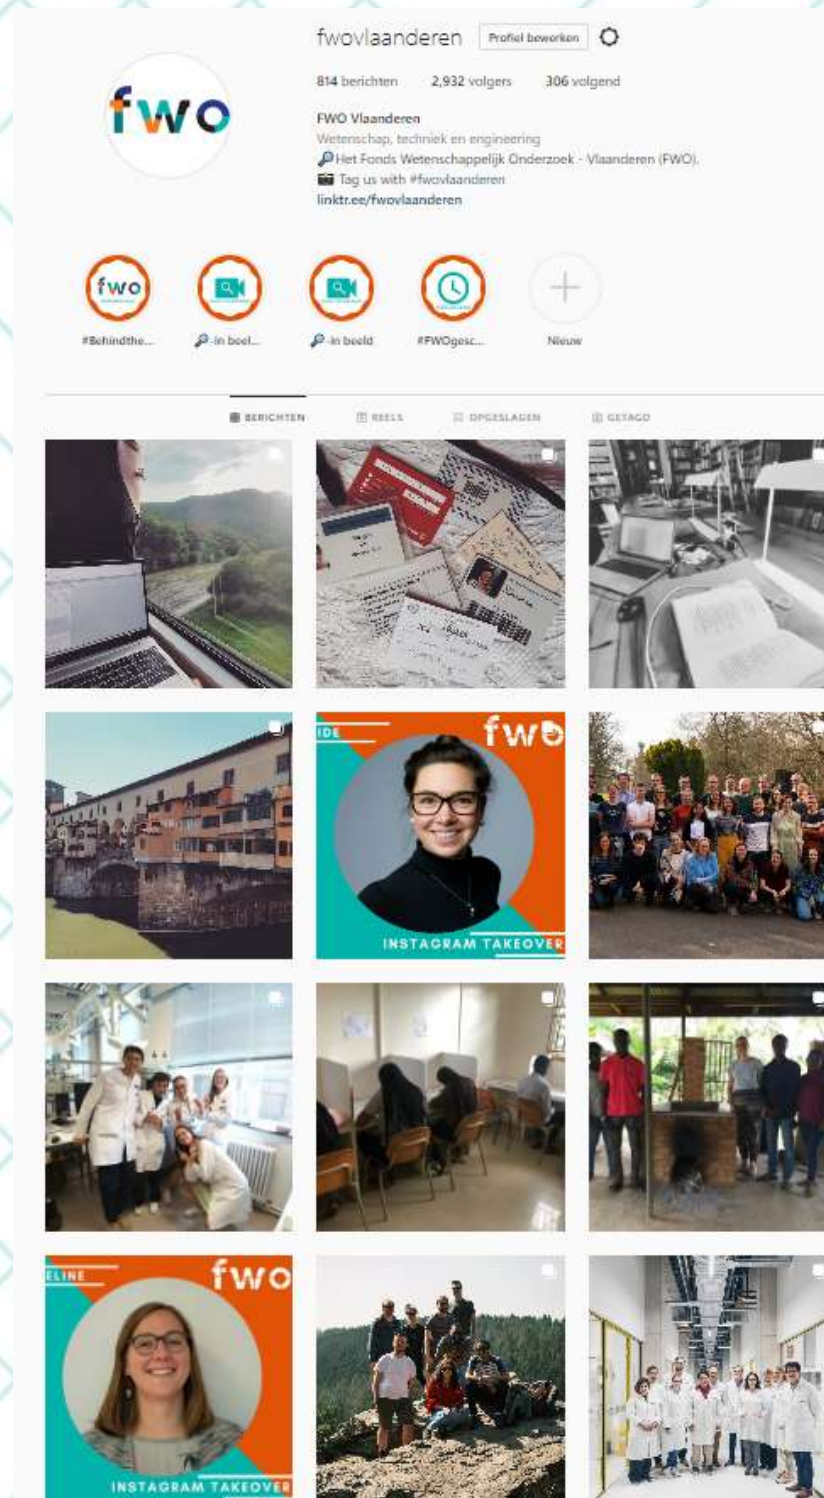 fwovlaanderen Profiel bewerken
814 berichten 2,932 volgers 306 volgend
FWO Vlaanderen
Wetenschap, techniek en engineering
Het Fonds Wetenschappelijk Onderzoek - Vlaanderen (FWO).
Tag us with #fwovlaanderen
linktr.ee/fwovlaanderen
fwo
fwo
#Behindthe... -in beel... -in beeld #FWOgesc... Nieuw
BERICHTEN REELS OPGESLAGEN GETAGD
IDE fwo
INSTAGRAM TAKEOVER
ELINE fwo
INSTAGRAM TAKEOVER